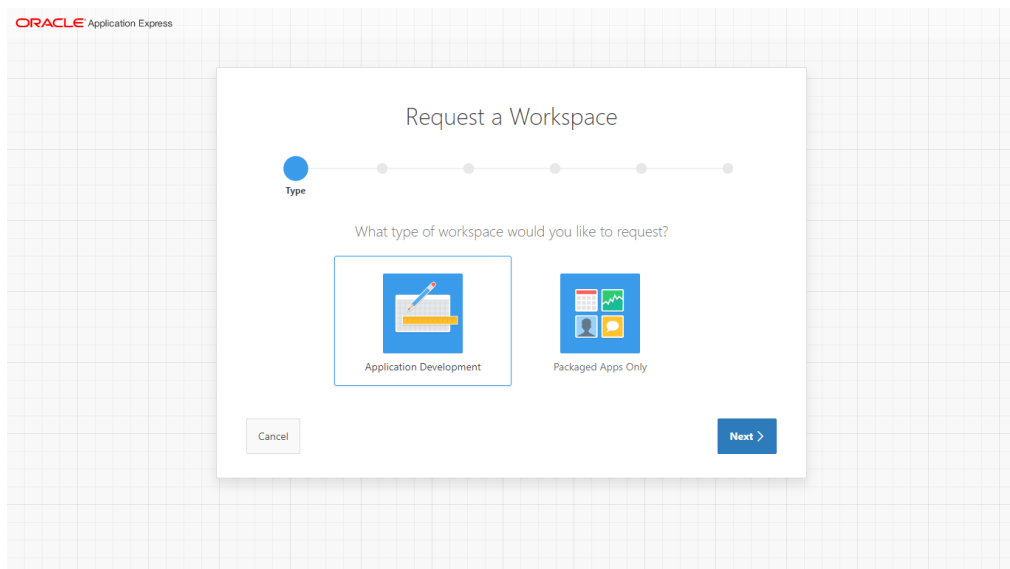 ORACLE Application Express
Request a Workspace
Type
What type of workspace would you like to request?
Application Development
Packaged Apps Only
Cancel
Next